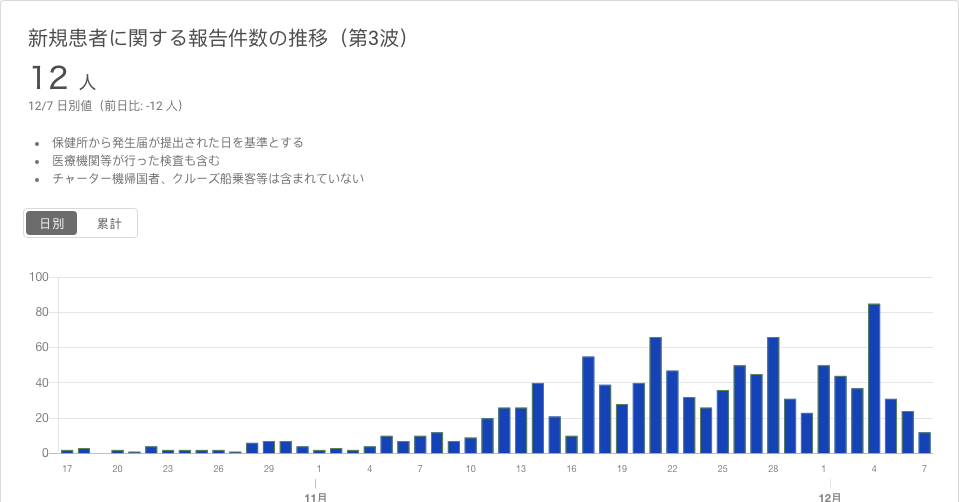 新規患者に関する報告件数の推移（第3波）
12 人
12/7 日別値（前日比: -12 人）
保健所から発生届が提出された日を基準とする
医療機関等が行った検査も含む
チャーター機帰国者、クルーズ船乗客等は含まれていない
日別 累計
100
80
60
40
20
0
17 20 23 26 29 1 4 7 10 13 16 19 22 25 28 1 4 7
11月 12月